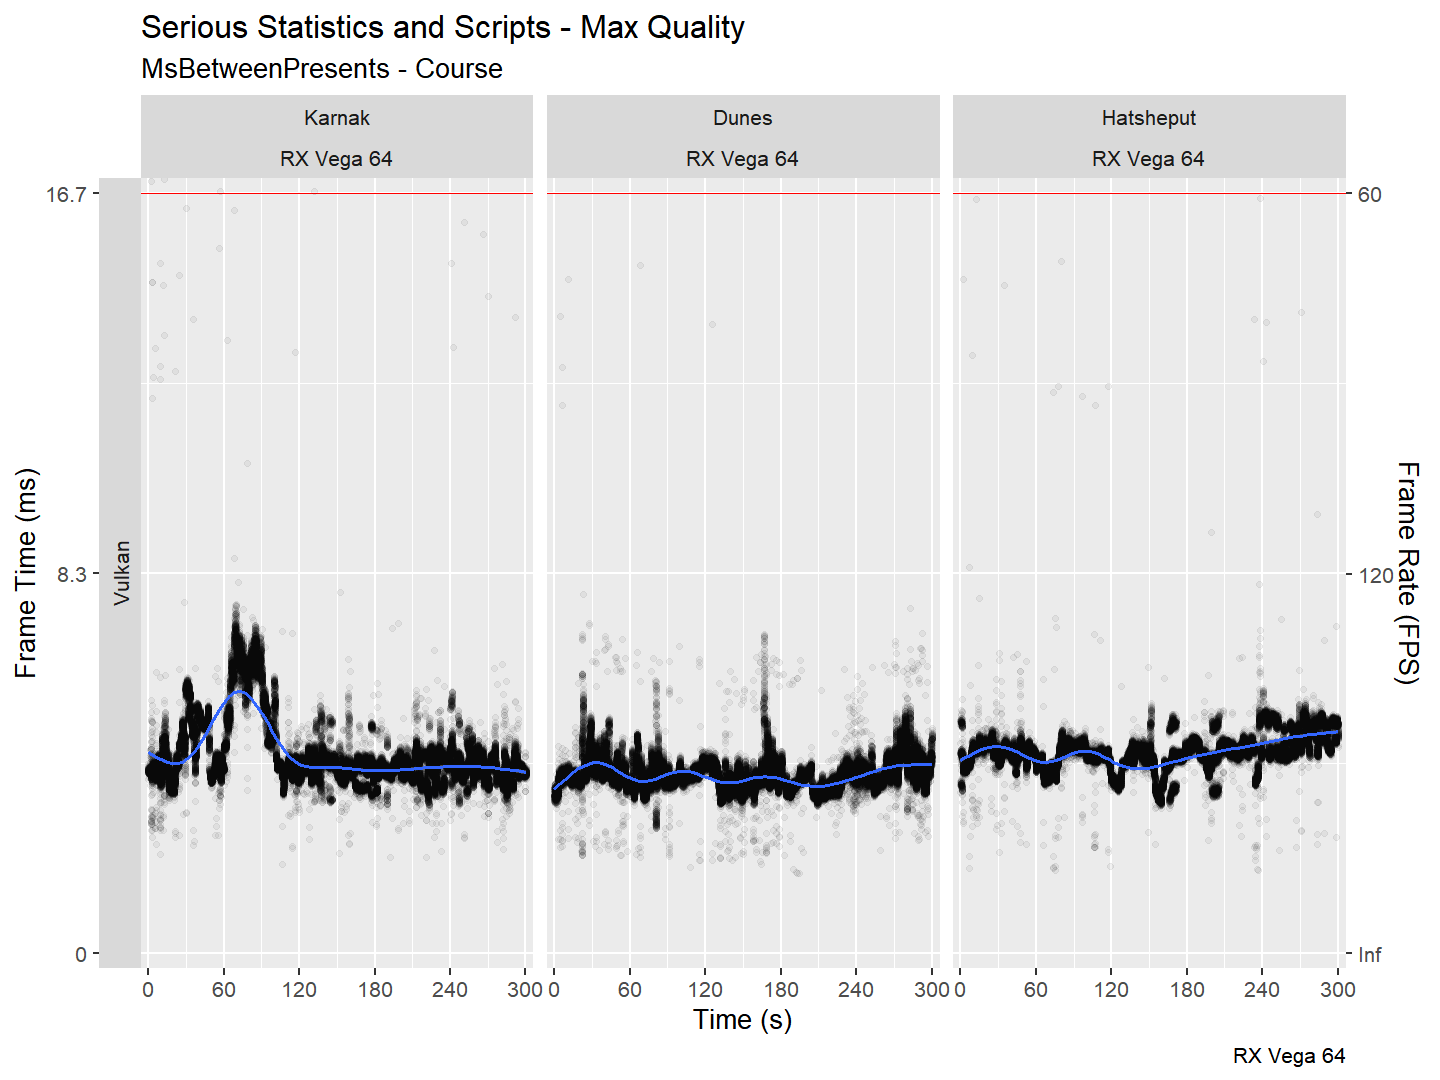 Serious Statistics and Scripts - Max Quality
MsBetweenPresents - Course
Karnak
Dunes
Hatsheput
RX Vega 64
RX Vega 64
RX Vega 64
16.7
8.3
0
Frame Time (ms)
Vulkan
60
120
Inf
Frame Rate (FPS)
0 60 120 180 240 300
0 60 120 180 240 300
0 60 120 180 240 300
Time (s)
RX Vega 64